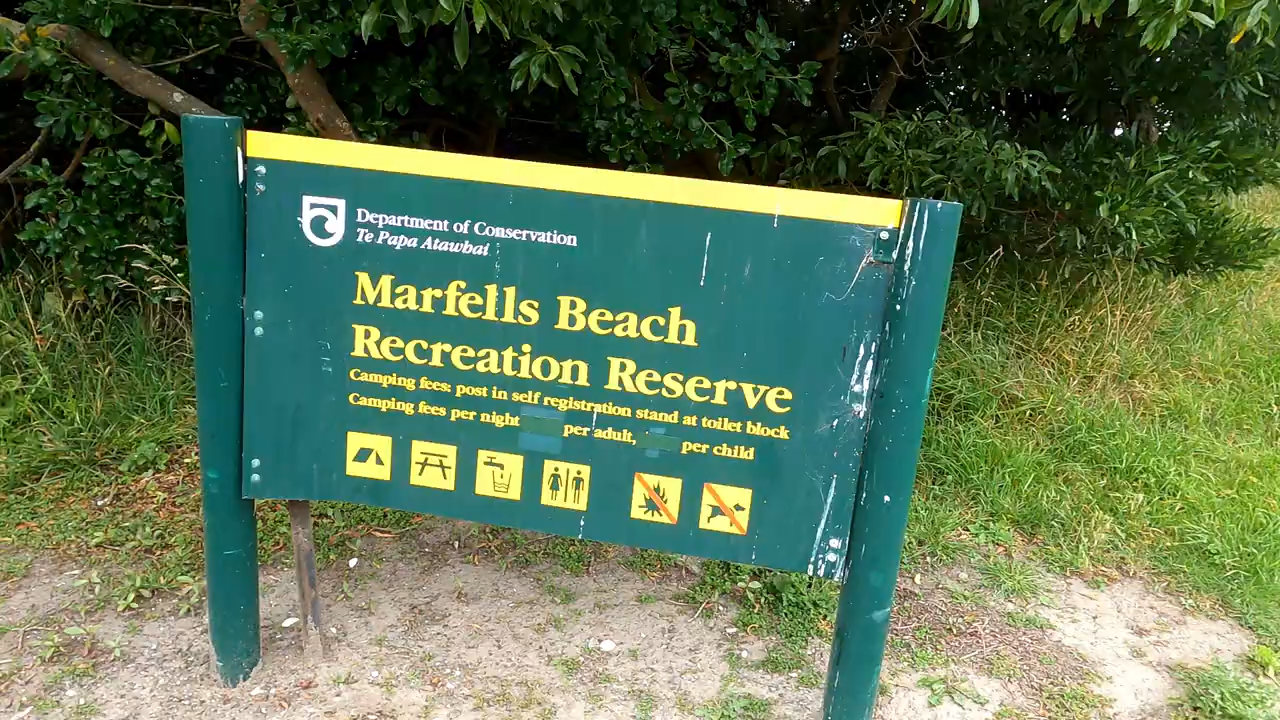 Department of Conservation
Te Papa Atawhai
Marfells Beach
Recreation Reserve
Camping fees: post in self registration stand at toilet block
Camping fees per night per adult, per child